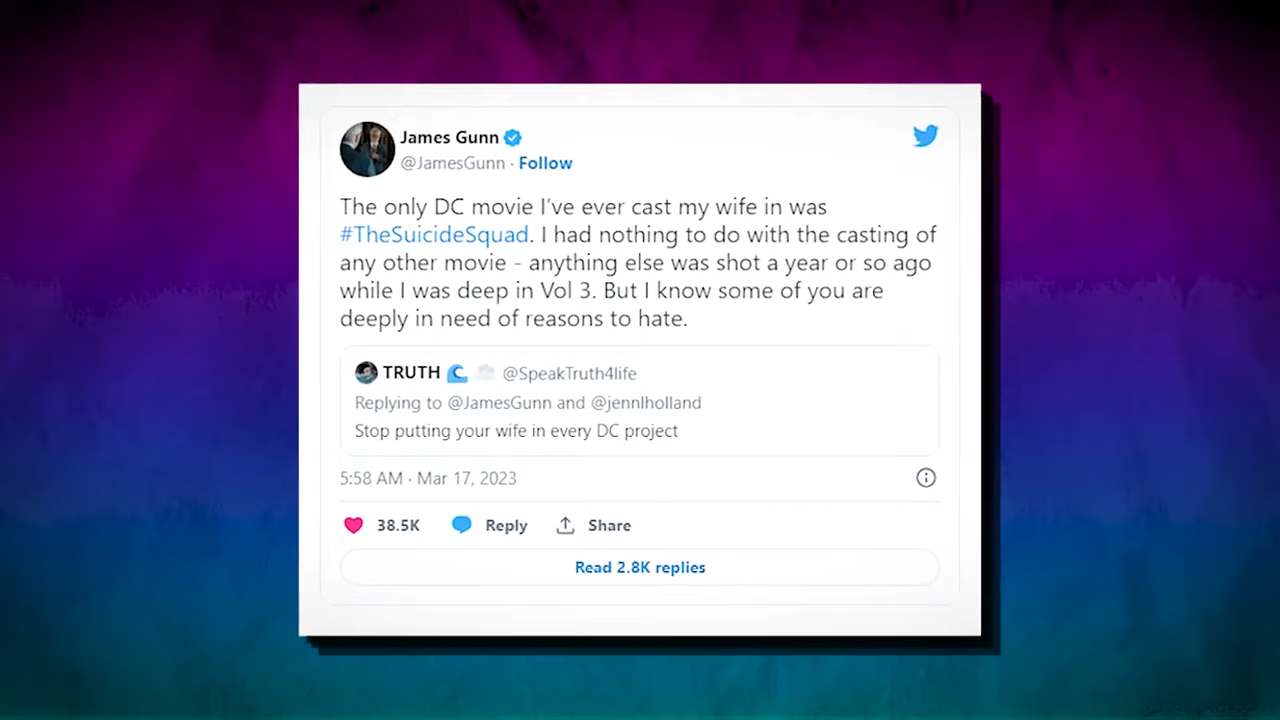 James Gunn
@JamesGunn · Follow
The only DC movie I've ever cast my wife in was
#TheSuicideSquad. I had nothing to do with the casting of
any other movie - anything else was shot a year or so ago
while I was deep in Vol 3. But I know some of you are
deeply in need of reasons to hate.
TRUTH 🌊 @SpeakTruth4life
Replying to @JamesGunn and @jennlholland
Stop putting your wife in every DC project
5:58 AM · Mar 17, 2023
38.5K Reply Share
Read 2.8K replies